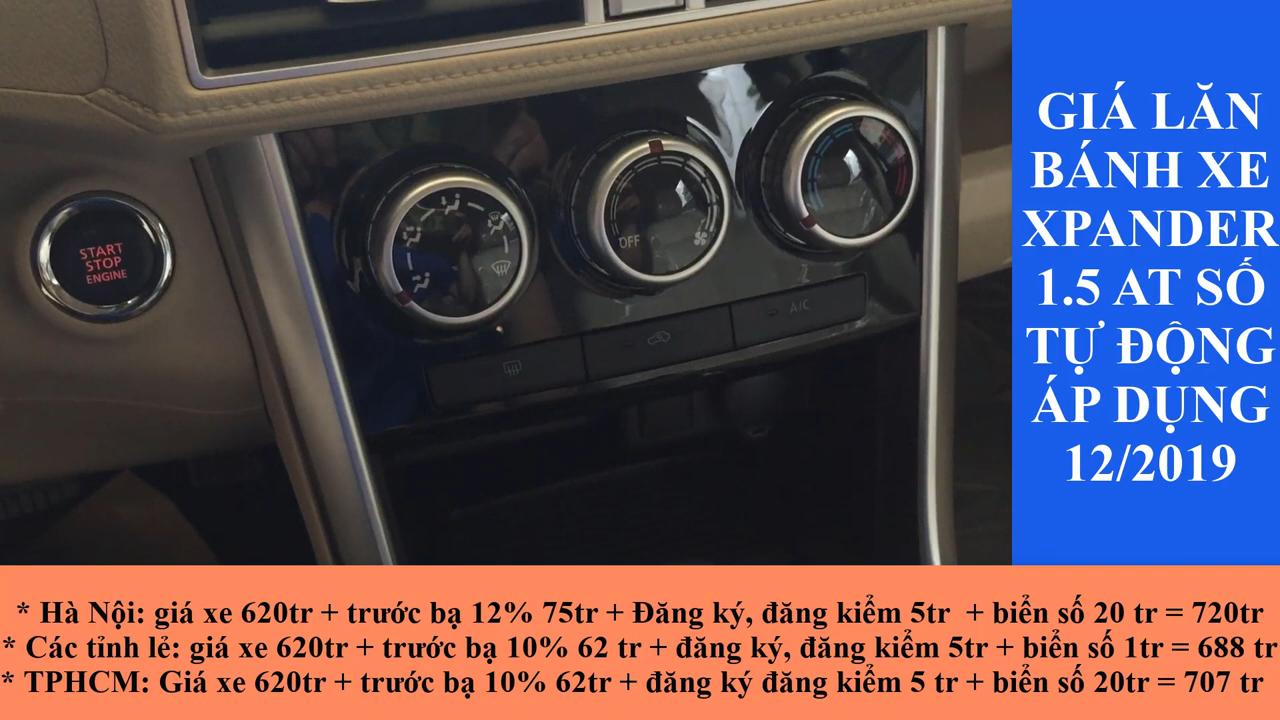 GIÁ LĂN
BÁNH XE
XPANDER
1.5 AT SỐ
TỰ ĐỘNG
ÁP DỤNG
12/2019
START
STOP
ENGINE
OFF
A/C
* Hà Nội: giá xe 620tr + trước bạ 12% 75tr + Đăng ký, đăng kiểm 5tr + biển số 20 tr = 720tr
* Các tỉnh lẻ: giá xe 620tr + trước bạ 10% 62 tr + đăng ký, đăng kiểm 5tr + biển số 1tr = 688 tr
* TPHCM: Giá xe 620tr + trước bạ 10% 62tr + đăng ký đăng kiểm 5 tr + biển số 20tr = 707 tr